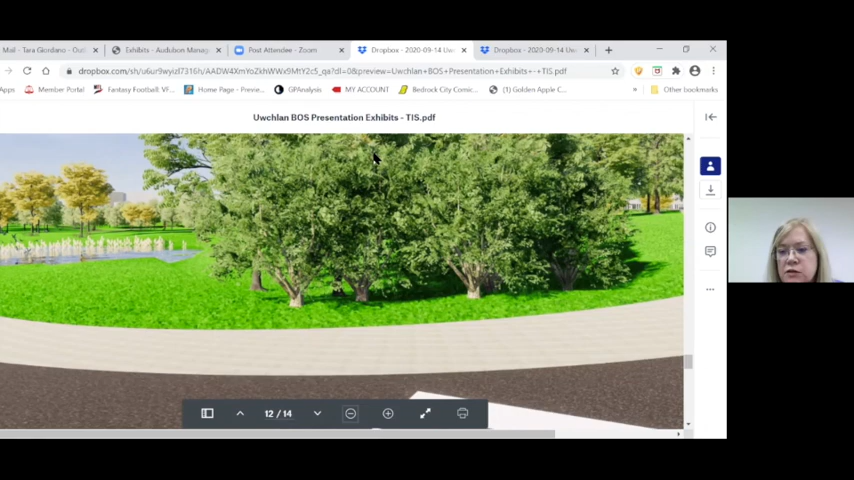 Mail - Tara Giordano - Outl
Exhibits - Audubon Manag
Post Attendee - Zoom
Dropbox - 2020-09-14 Uw
Dropbox - 2020-09-14 Uw
dropbox.com/sh/u6ur9wyizl7316h/AADW4XmYoZkhWWx9MtY2c5_qa?dl=0&preview=Uwchlan+BOS+Presentation+Exhibits+-+TIS.pdf
Apps
Member Portal
Fantasy Football: VF...
Home Page - Previe...
GPAnalysis
MY ACCOUNT
Bedrock City Comic...
(1) Golden Apple C...
»
Other bookmarks
Uwchlan BOS Presentation Exhibits - TIS.pdf
12 / 14